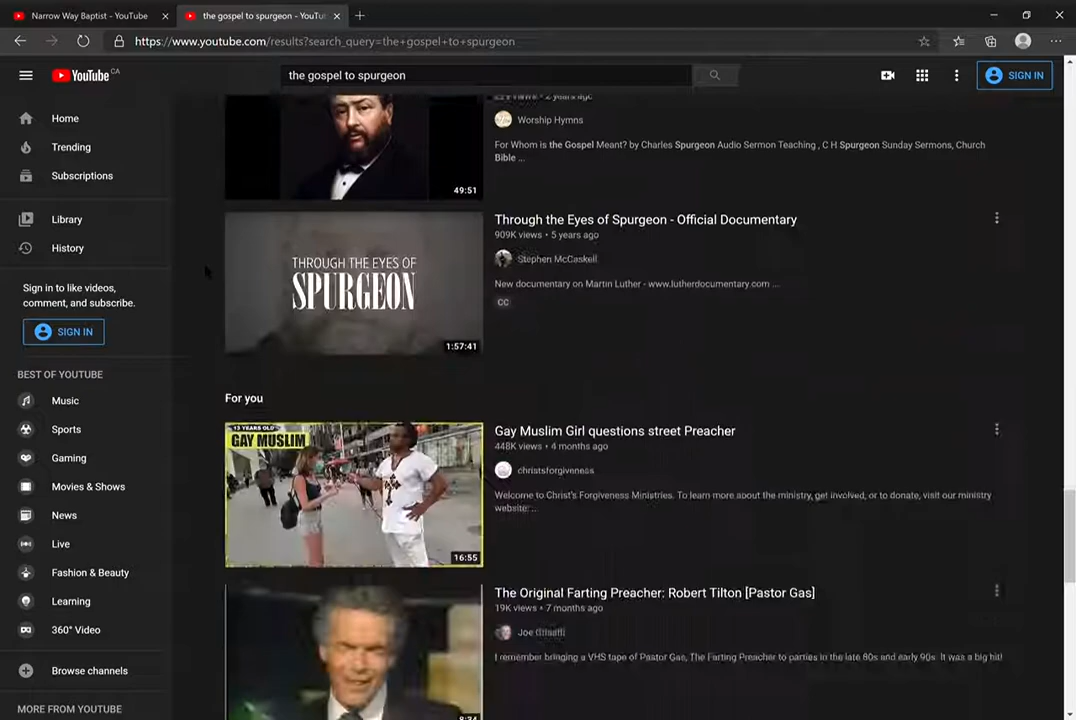 Narrow Way Baptist - YouTube
the gospel to spurgeon - YouTu
https://www.youtube.com/results?search_query=the+gospel+to+spurgeon
YouTube CA
the gospel to spurgeon
SIGN IN
Home
Trending
Subscriptions
Library
History
Sign in to like videos,
comment, and subscribe.
SIGN IN
BEST OF YOUTUBE
Music
Sports
Gaming
Movies & Shows
News
Live
Fashion & Beauty
Learning
360° Video
Browse channels
MORE FROM YOUTUBE
2 years ago
Worship Hymns
For Whom is the Gospel Meant? by Charles Spurgeon Audio Sermon Teaching , C H Spurgeon Sunday Sermons, Church
Bible ...
49:51
THROUGH THE EYES OF
SPURGEON
1:57:41
Through the Eyes of Spurgeon - Official Documentary
909K views • 5 years ago
Stephen McCaskell
New documentary on Martin Luther - www.lutherdocumentary.com ...
CC
For you
13 YEARS OLD
GAY MUSLIM
16:55
Gay Muslim Girl questions street Preacher
448K views • 4 months ago
christsforgiveness
Welcome to Christ's Forgiveness Ministries. To learn more about the ministry, get involved, or to donate, visit our ministry
website: ...
The Original Farting Preacher: Robert Tilton [Pastor Gas]
19K views • 7 months ago
Joe
I remember bringing a VHS tape of Pastor Gas, The Farting Preacher to parties in the late 80s and early 90s. It was a big hit!
8:34